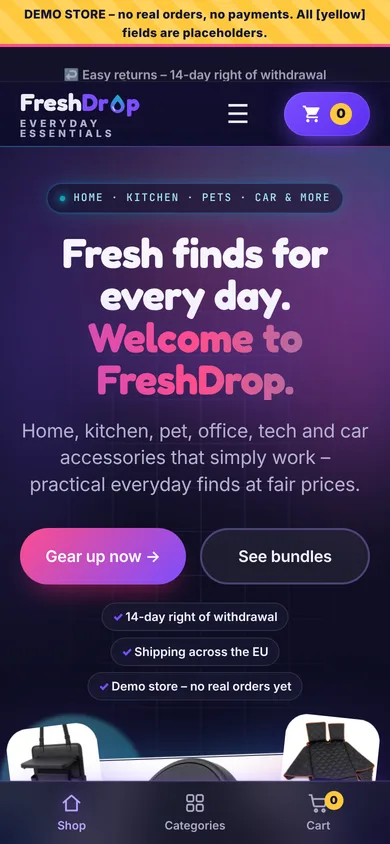 DEMO STORE – no real orders, no payments. All [yellow]
fields are placeholders.
↩ Easy returns – 14-day right of withdrawal
FreshDrop
EVERYDAY
ESSENTIALS
0
HOME · KITCHEN · PETS · CAR & MORE
Fresh finds for
every day.
Welcome to
FreshDrop.
Home, kitchen, pet, office, tech and car
accessories that simply work –
practical everyday finds at fair prices.
Gear up now →
See bundles
✓ 14-day right of withdrawal
✓ Shipping across the EU
✓ Demo store – no real orders yet
0
Shop
Categories
Cart